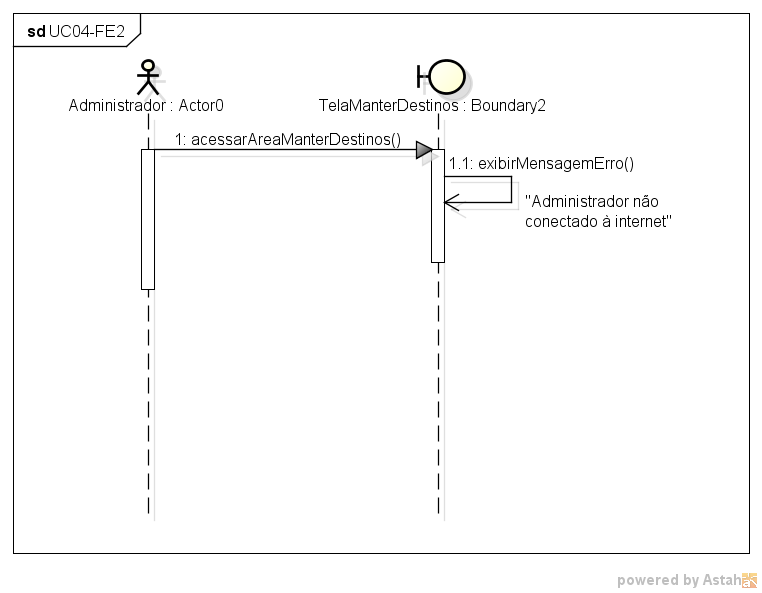 sd UC04-FE2
Administrador : Actor0
TelaManterDestinos : Boundary2
1: acessarAreaManterDestinos()
1.1: exibirMensagemErro()
"Administrador não
conectado à internet"
powered by Astah